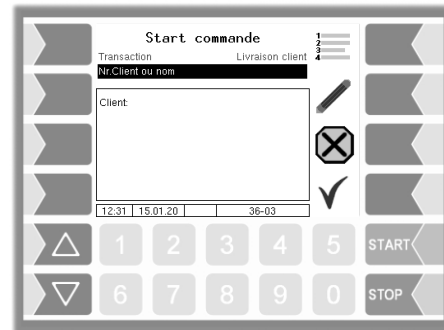 Start commande
Transaction Livraison client
Nr.Client ou nom
Client:
12:31 15.01.20 36-03
1
2
3
4
1 2 3 4 5 START
6 7 8 9 0 STOP